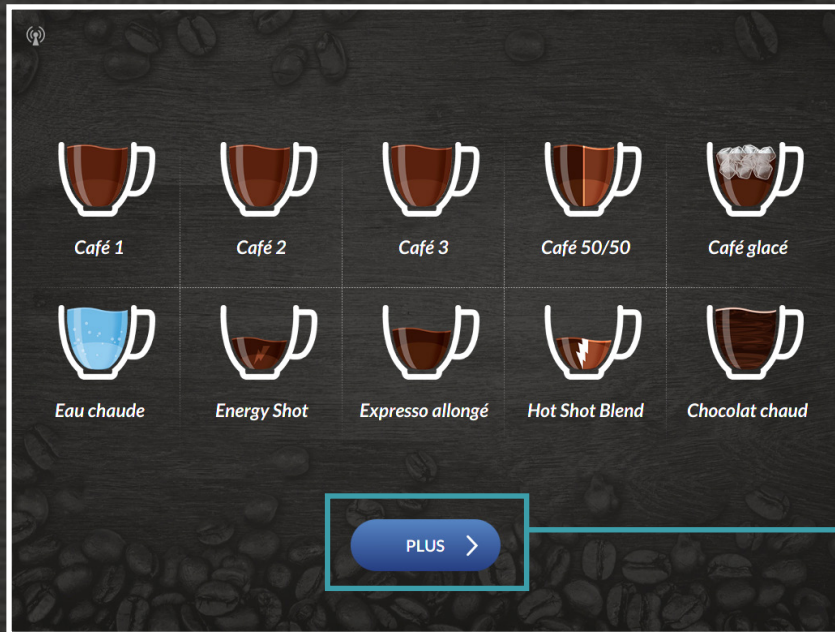 Café 1
Café 2
Café 3
Café 50/50
Café glacé
Eau chaude
Energy Shot
Expresso allongé
Hot Shot Blend
Chocolat chaud
PLUS